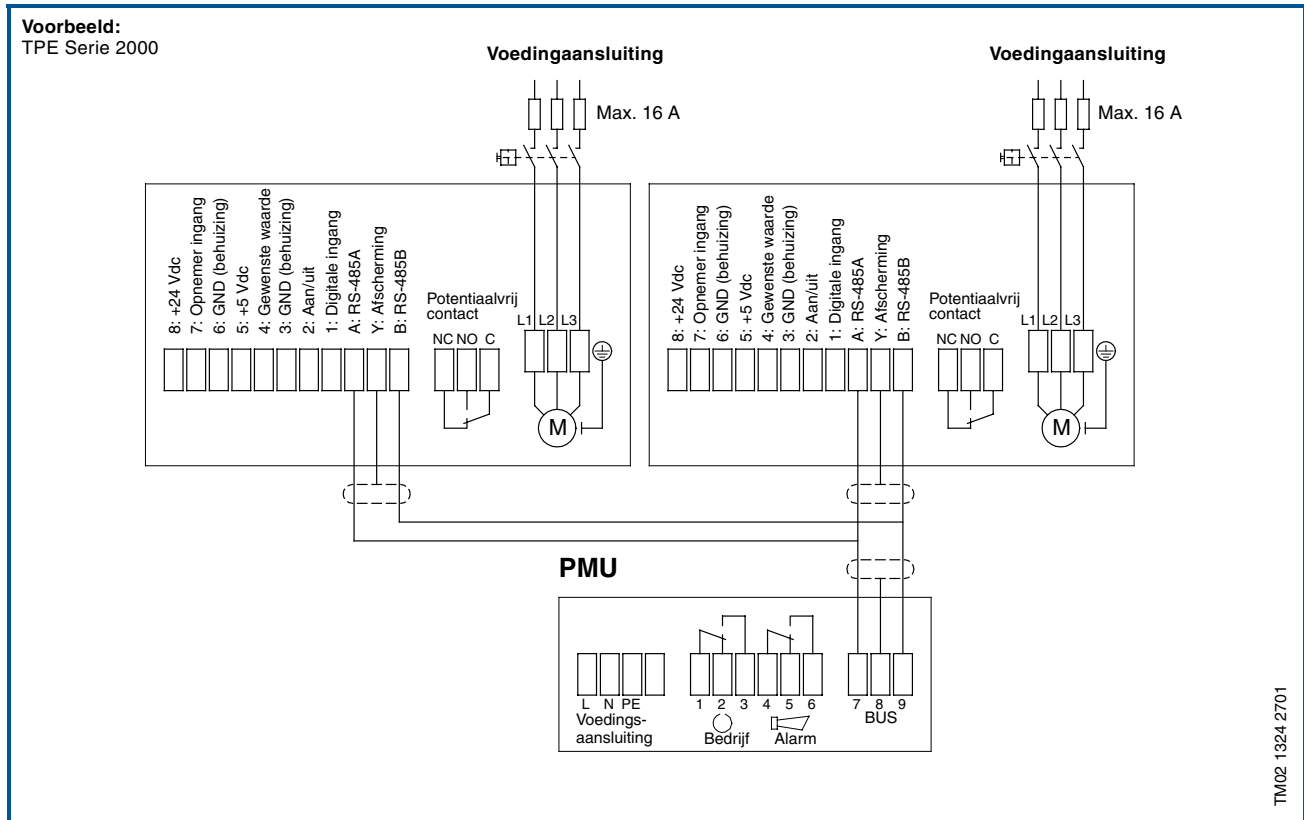 Voorbeeld:
TPE Serie 2000
Voedingaansluiting
Max. 16 A
8: +24 Vdc
7: Opnemer ingang
6: GND (behuizing)
5: +5 Vdc
4: Gewenste waarde
3: GND (behuizing)
2: Aan/uit
1: Digitale ingang
A: RS-485A
Y: Afscherming
B: RS-485B
Potentiaalvrij
contact
NC NO C
L1 L2 L3
M
Voedingaansluiting
Max. 16 A
8: +24 Vdc
7: Opnemer ingang
6: GND (behuizing)
5: +5 Vdc
4: Gewenste waarde
3: GND (behuizing)
2: Aan/uit
1: Digitale ingang
A: RS-485A
Y: Afscherming
B: RS-485B
Potentiaalvrij
contact
NC NO C
L1 L2 L3
M
PMU
L N PE
Voedings-
aansluiting
1 2 3 4 5 6
Bedrijf
Alarm
7 8 9
BUS
TM02 1324 2701